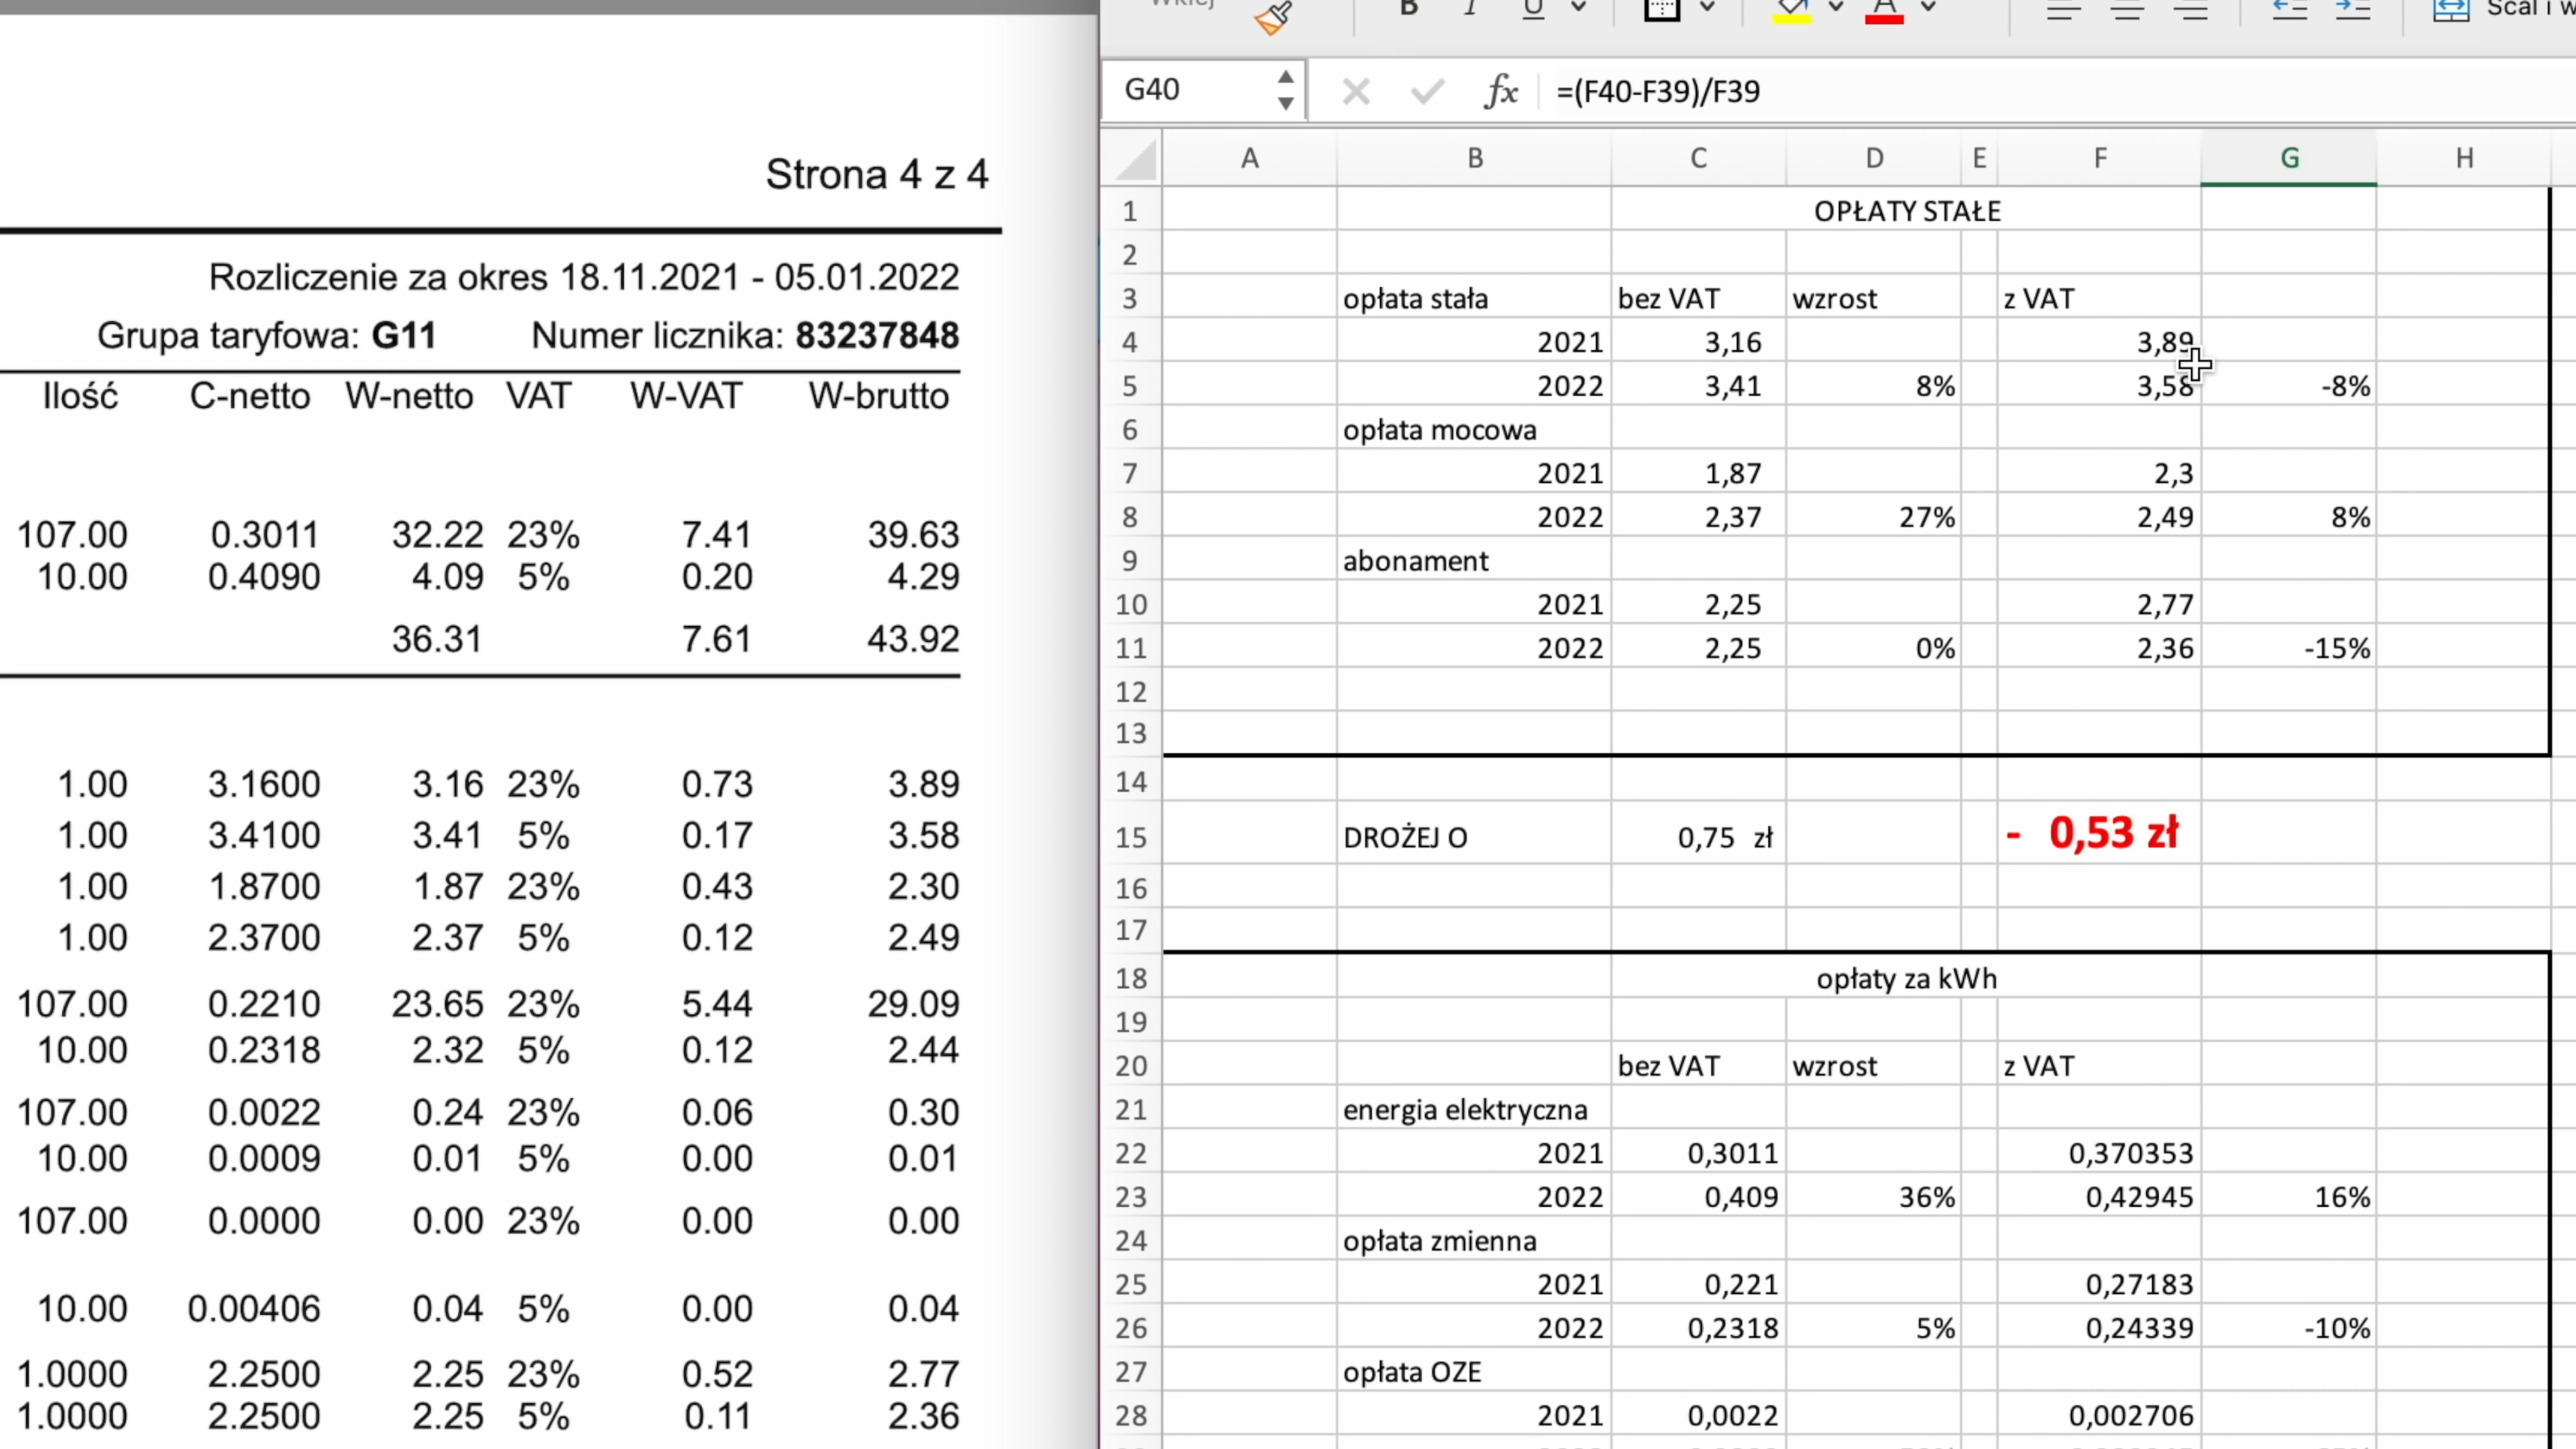 Strona 4 z 4
Rozliczenie za okres 18.11.2021 - 05.01.2022
Grupa taryfowa: G11 Numer licznika: 83237848
Ilość C-netto W-netto VAT W-VAT W-brutto
107.00 0.3011 32.22 23% 7.41 39.63
10.00 0.4090 4.09 5% 0.20 4.29
36.31 7.61 43.92
1.00 3.1600 3.16 23% 0.73 3.89
1.00 3.4100 3.41 5% 0.17 3.58
1.00 1.8700 1.87 23% 0.43 2.30
1.00 2.3700 2.37 5% 0.12 2.49
107.00 0.2210 23.65 23% 5.44 29.09
10.00 0.2318 2.32 5% 0.12 2.44
107.00 0.0022 0.24 23% 0.06 0.30
10.00 0.0009 0.01 5% 0.00 0.01
107.00 0.0000 0.00 23% 0.00 0.00
10.00 0.00406 0.04 5% 0.00 0.04
1.0000 2.2500 2.25 23% 0.52 2.77
1.0000 2.2500 2.25 5% 0.11 2.36
B I U A Scal i
G40 fx =(F40-F39)/F39
A B C D E F G H
1 OPŁATY STAŁE
2
3 opłata stała bez VAT wzrost z VAT
4 2021 3,16 3,89
5 2022 3,41 8% 3,58 -8%
6 opłata mocowa
7 2021 1,87 2,3
8 2022 2,37 27% 2,49 8%
9 abonament
10 2021 2,25 2,77
11 2022 2,25 0% 2,36 -15%
12
13
14
15 DROŻEJ O 0,75 zł - 0,53 zł
16
17
18 opłaty za kWh
19
20 bez VAT wzrost z VAT
21 energia elektryczna
22 2021 0,3011 0,370353
23 2022 0,409 36% 0,42945 16%
24 opłata zmienna
25 2021 0,221 0,27183
26 2022 0,2318 5% 0,24339 -10%
27 opłata OZE
28 2021 0,0022 0,002706